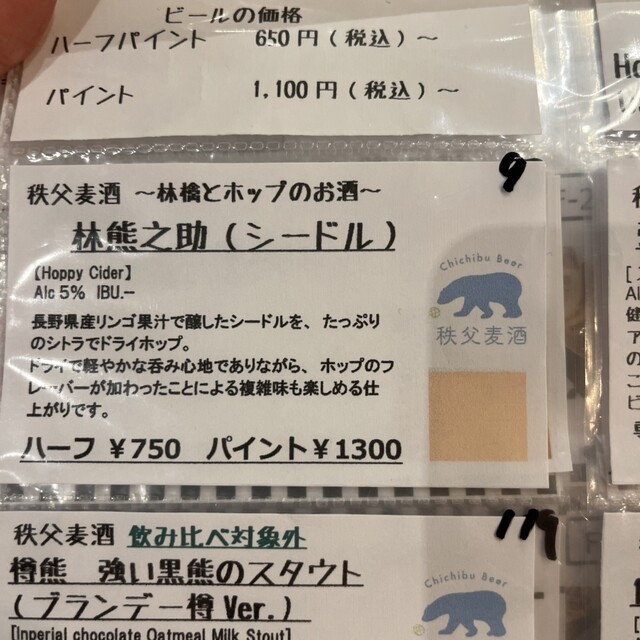 ビールの価格
ハーフパイント 650円(税込)～
パイント 1,100円(税込)～
9
秩父麦酒 ～林檎とホップのお酒～
林熊之助(シードル)
【Hoppy Cider】
Alc 5% IBU.--
長野県産リンゴ果汁で醸したシードルを、たっぷり
のシトラでドライホップ。
ドライで軽やかな呑み心地でありながら、ホップのフ
レーバーが加わったことによる複雑味も楽しめる仕
上がりです。
ハーフ ¥750 パイント¥1300
Chichibu Beer
秩父麦酒
秩父麦酒 飲み比べ対象外
樽熊 強い黒熊のスタウト
(ブランデー樽Ver.)
[Inperial chocolate Oatmeal Milk Stout]
Chichibu Beer